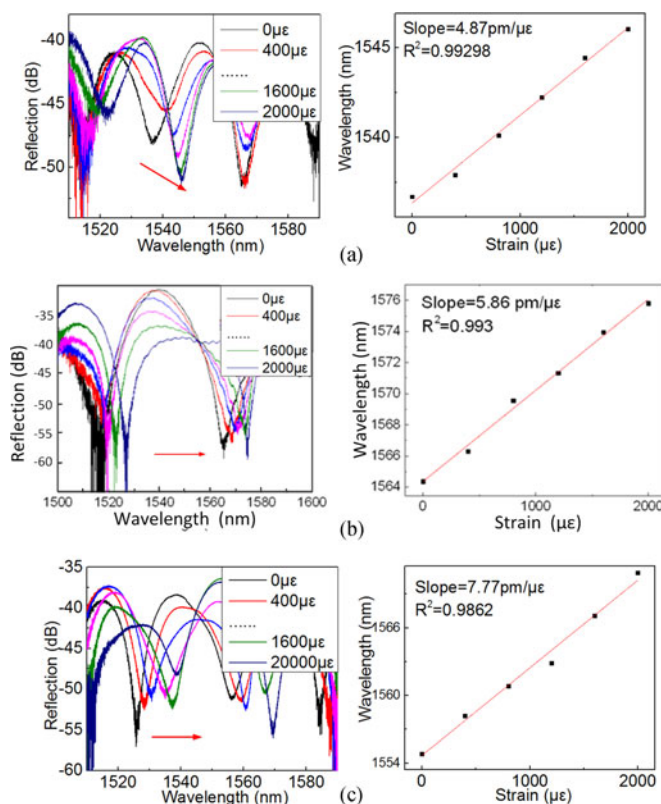 -40
-45
-50
Reflection (dB)
0με
400με
......
1600με
2000με
1520 1540 1560 1580
Wavelength (nm)
Slope=4.87pm/με
R²=0.99298
1545
1540
Wavelength (nm)
0 1000 2000
Strain (με)
(a)
-35
-40
-45
-50
-55
-60
Reflection (dB)
0με
400με
......
1600με
2000με
1500 1520 1540 1560 1580 1600
Wavelength (nm)
Slope=5.86 pm/με
R²=0.993
1576
1574
1572
1570
1568
1566
1564
Wavelength (nm)
0 1000 2000
Strain (με)
(b)
-35
-40
-45
-50
-55
-60
Reflection (dB)
0με
400με
......
1600με
20000με
1520 1540 1560 1580
Wavelength (nm)
Slope=7.77pm/με
R²=0.9862
1566
1560
1554
Wavelength (nm)
0 1000 2000
Strain (με)
(c)